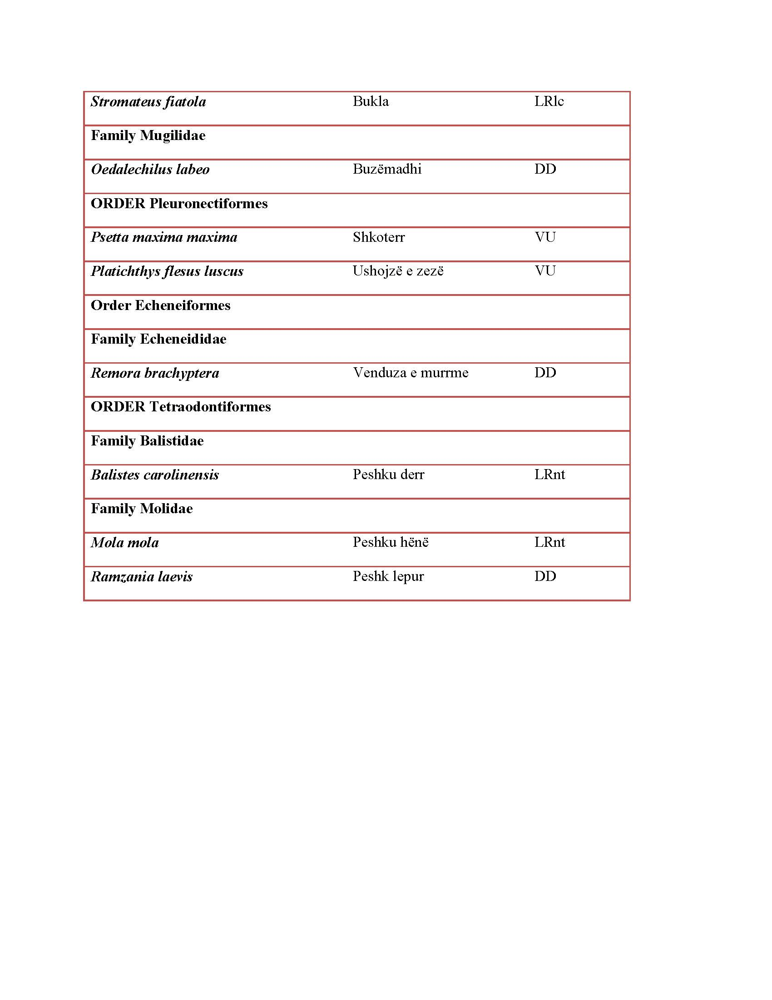 Stromateus fiatola Bukla LRlc
Family Mugilidae
Oedalechilus labeo Buzëmadhi DD
ORDER Pleuronectiformes
Psetta maxima maxima Shkoterr VU
Platichthys flesus luscus Ushojzë e zezë VU
Order Echeneiformes
Family Echeneididae
Remora brachyptera Venduza e murrme DD
ORDER Tetraodontiformes
Family Balistidae
Balistes carolinensis Peshku derr LRnt
Family Molidae
Mola mola Peshku hënë LRnt
Ramzania laevis Peshk lepur DD